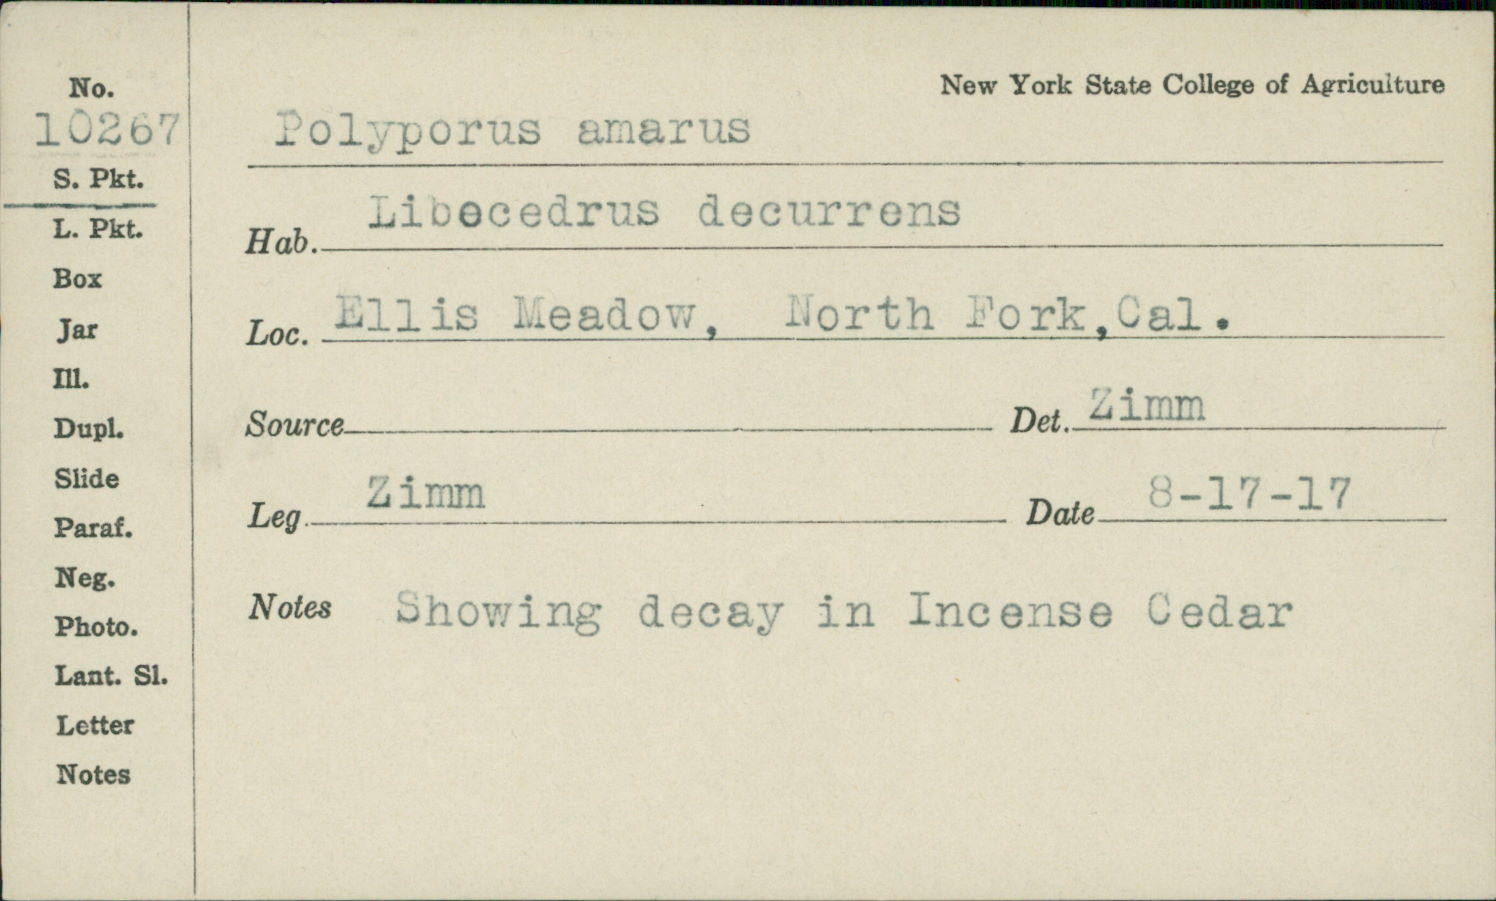 No.
10267
S. Pkt.
L. Pkt.
Box
Jar
Ill.
Dupl.
Slide
Paraf.
Neg.
Photo.
Lant. Sl.
Letter
Notes
New York State College of Agriculture
Polyporus amarus
Hab. Libocedrus decurrens
Loc. Ellis Meadow, North Fork,Cal.
Source Det. Zimm
Leg. Zimm Date 8-17-17
Notes Showing decay in Incense Cedar